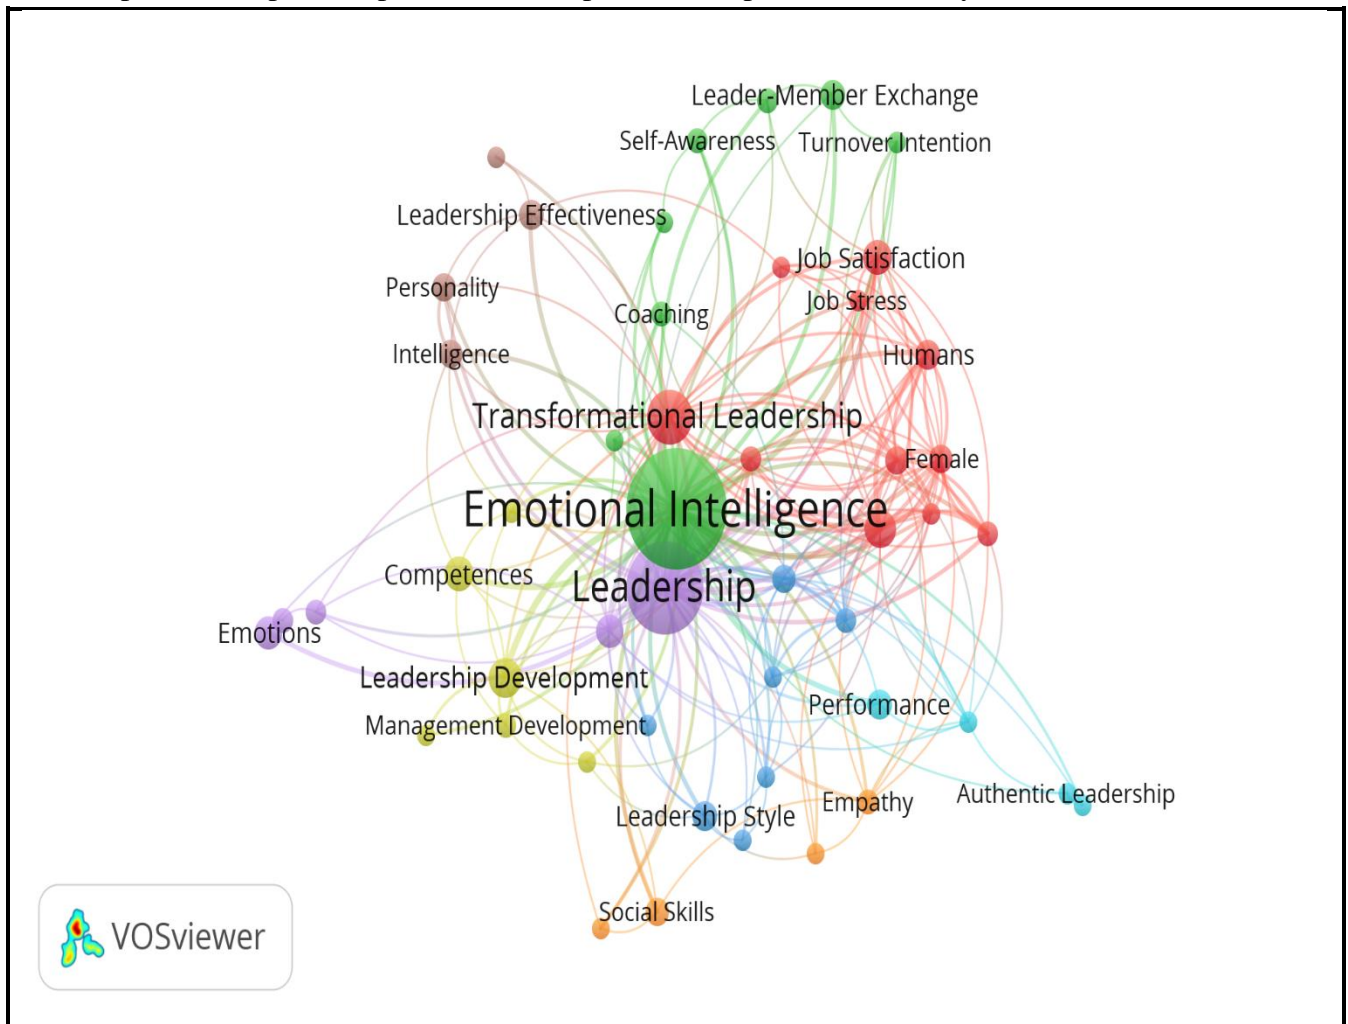 Leader-Member Exchange
Self-Awareness
Turnover Intention
Leadership Effectiveness
Job Satisfaction
Personality
Job Stress
Coaching
Intelligence
Humans
Transformational Leadership
Female
Emotional Intelligence
Competences
Leadership
Emotions
Leadership Development
Performance
Management Development
Authentic Leadership
Empathy
Leadership Style
Social Skills
VOSviewer